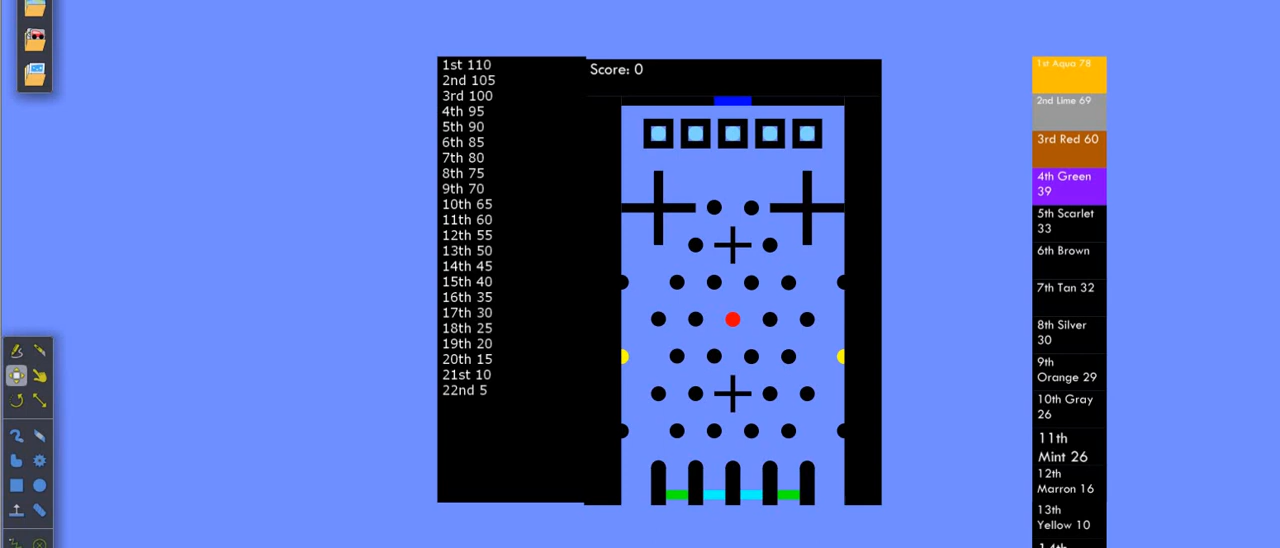 1st 110
2nd 105
3rd 100
4th 95
5th 90
6th 85
7th 80
8th 75
9th 70
10th 65
11th 60
12th 55
13th 50
14th 45
15th 40
16th 35
17th 30
18th 25
19th 20
20th 15
21st 10
22nd 5
Score: 0
1st Aqua 78
2nd Lime 69
3rd Red 60
4th Green
39
5th Scarlet
33
6th Brown
7th Tan 32
8th Silver
30
9th
Orange 29
10th Gray
26
11th
Mint 26
12th
Marron 16
13th
Yellow 10